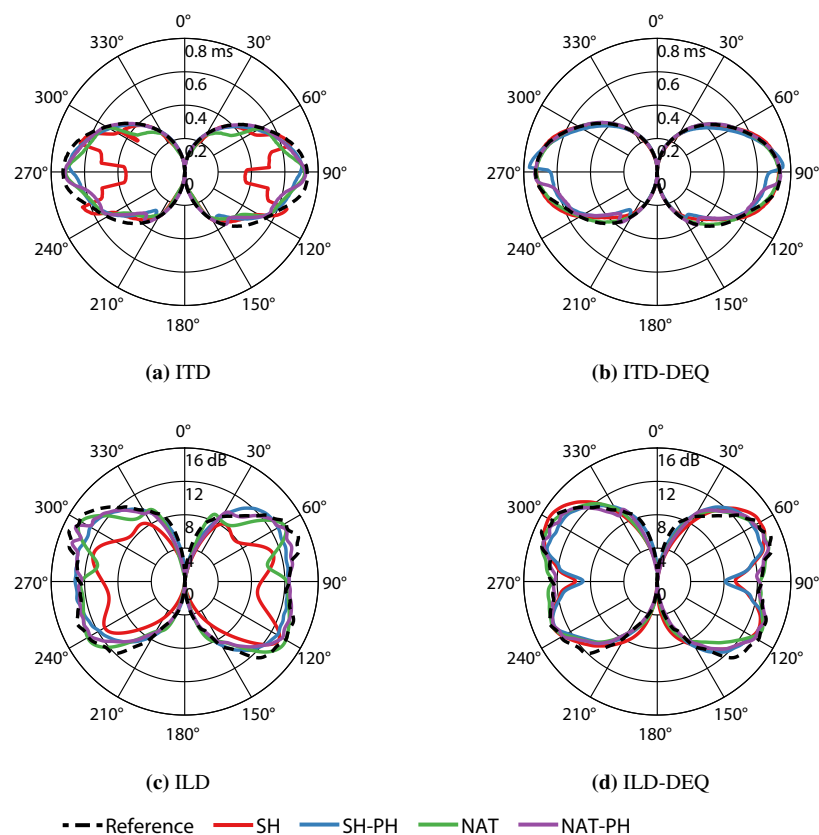 0°
330° 0.8 ms 30°
0.6
300° 0.4 60°
0.2
270° 0 90°
240° 120°
210° 150°
180°
(a) ITD
0°
330° 0.8 ms 30°
0.6
300° 0.4 60°
0.2
270° 0 90°
240° 120°
210° 150°
180°
(b) ITD-DEQ
0°
330° 16 dB 30°
12
300° 8 60°
4
270° 0 90°
240° 120°
210° 150°
180°
(c) ILD
0°
330° 16 dB 30°
12
300° 8 60°
4
270° 0 90°
240° 120°
210° 150°
180°
(d) ILD-DEQ
Reference SH SH-PH NAT NAT-PH